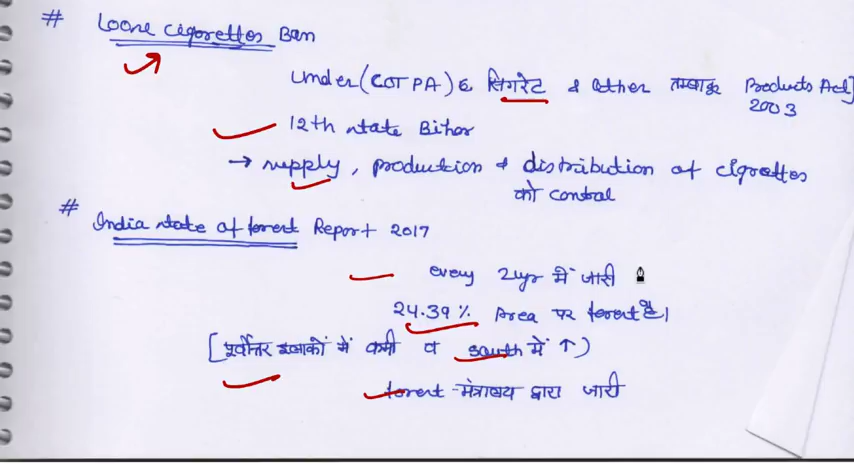 # Loose cigarettes Ban
Under (COTPA) & सिगरेट & other तम्बाकू Products Act] 2003
12th state Bihar
→ supply, production & distribution of cigrettes
को control
# India state of forest Report 2017
every 2yr में जारी
24.39 % Area पर forest है।
[पूर्वोत्तर इलाकों में कमी व south में ↑)
forest मंत्रालय द्वारा जारी